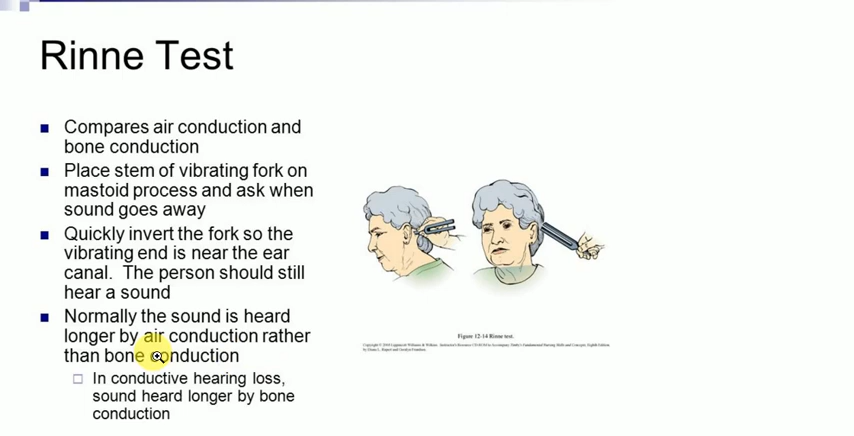 Rinne Test
Compares air conduction and
bone conduction
Place stem of vibrating fork on
mastoid process and ask when
sound goes away
Quickly invert the fork so the
vibrating end is near the ear
canal. The person should still
hear a sound
Normally the sound is heard
longer by air conduction rather
than bone conduction
In conductive hearing loss,
sound heard longer by bone
conduction
Figure 12-14 Rinne test.